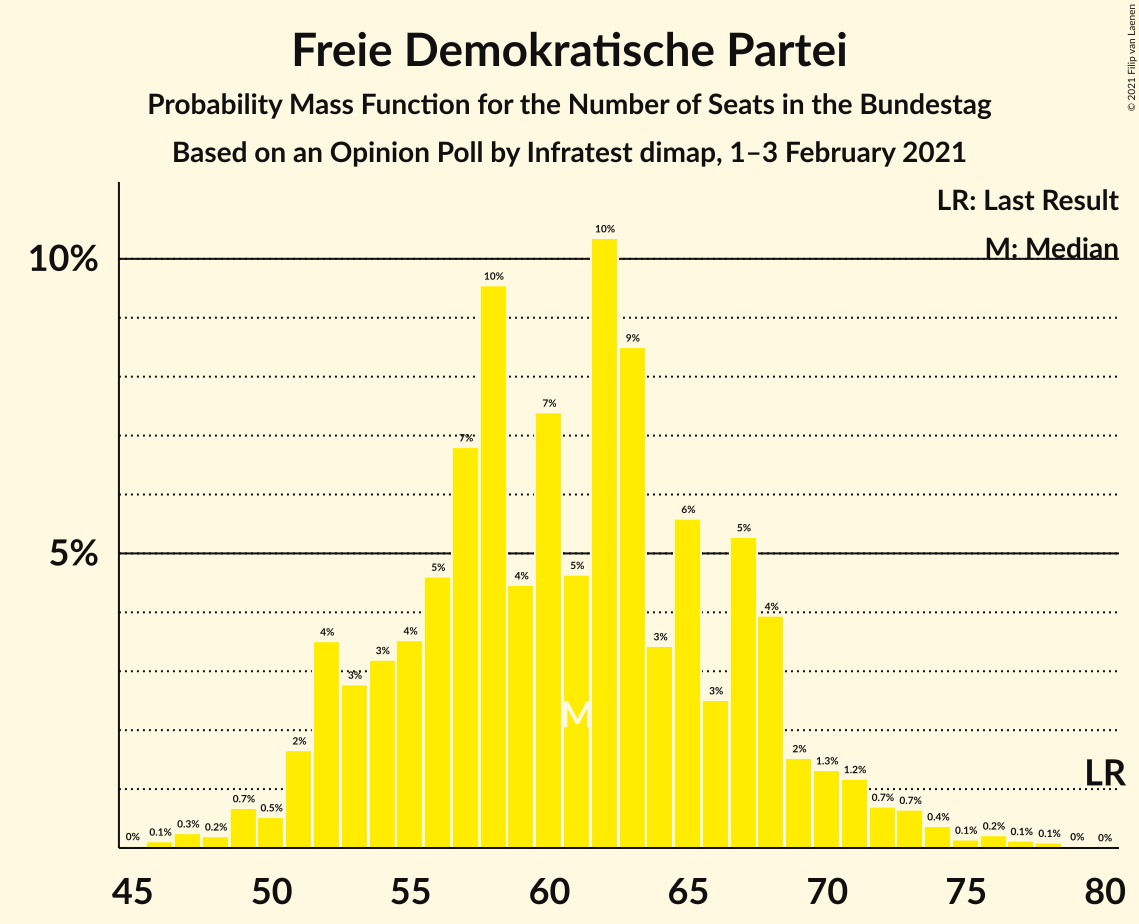 Freie Demokratische Partei
Probability Mass Function for the Number of Seats in the Bundestag
Based on an Opinion Poll by Infratest dimap, 1–3 February 2021
© 2021 Filip van Laenen
LR: Last Result
M: Median
10%
5%
0% 0.1% 0.3% 0.2% 0.7% 0.5% 2% 4% 3% 3% 4% 5% 7% 10% 4% 7% 5% 10% 9% 3% 6% 3% 5% 4% 2% 1.3% 1.2% 0.7% 0.7% 0.4% 0.1% 0.2% 0.1% 0.1% 0% 0%
M
LR
45 50 55 60 65 70 75 80